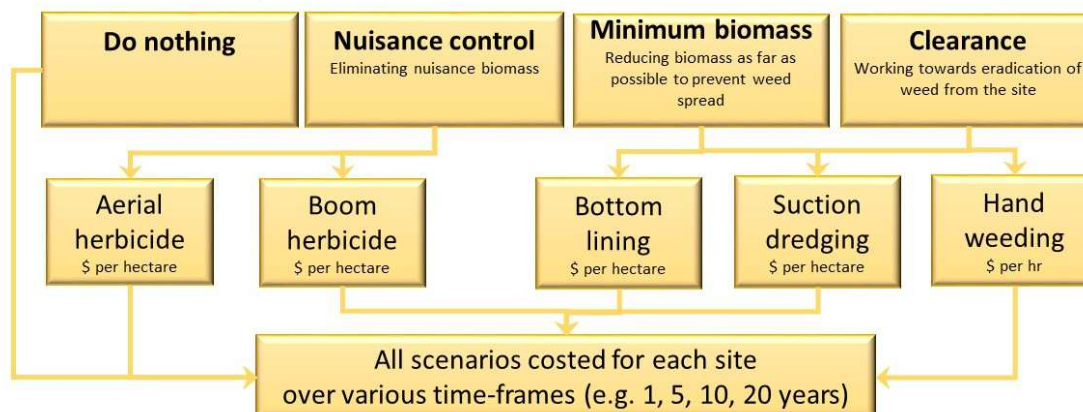 Do nothing
Nuisance control
Eliminating nuisance biomass
Minimum biomass
Reducing biomass as far as
possible to prevent weed
spread
Clearance
Working towards eradication of
weed from the site
Aerial
herbicide
$ per hectare
Boom
herbicide
$ per hectare
Bottom
lining
$ per hectare
Suction
dredging
$ per hectare
Hand
weeding
$ per hr
All scenarios costed for each site
over various time-frames (e.g. 1, 5, 10, 20 years)